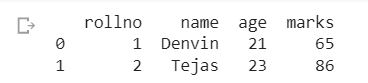 rollno name age marks
0 1 Denvin 21 65
1 2 Tejas 23 86